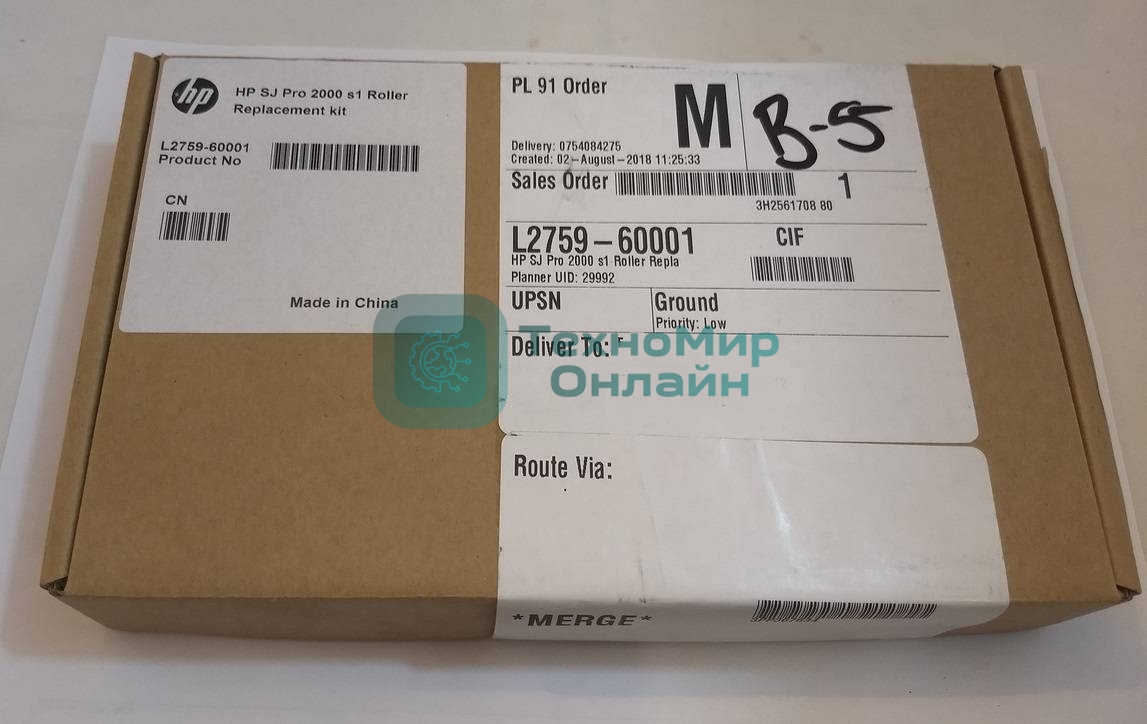 hp
HP SJ Pro 2000 s1 Roller
Replacement kit
L2759-60001
Product No
CN
Made in China
PL 91 Order
M
B-5
Delivery: 0754084275
Created: 02-August-2018 11:25:33
Sales Order
1
3H2561708 80
L2759-60001
CIF
HP SJ Pro 2000 s1 Roller Repla
Planner UID: 29992
UPSN
Ground
Priority: Low
Deliver To:
ТехноМир
Онлайн
Route Via:
*MERGE*